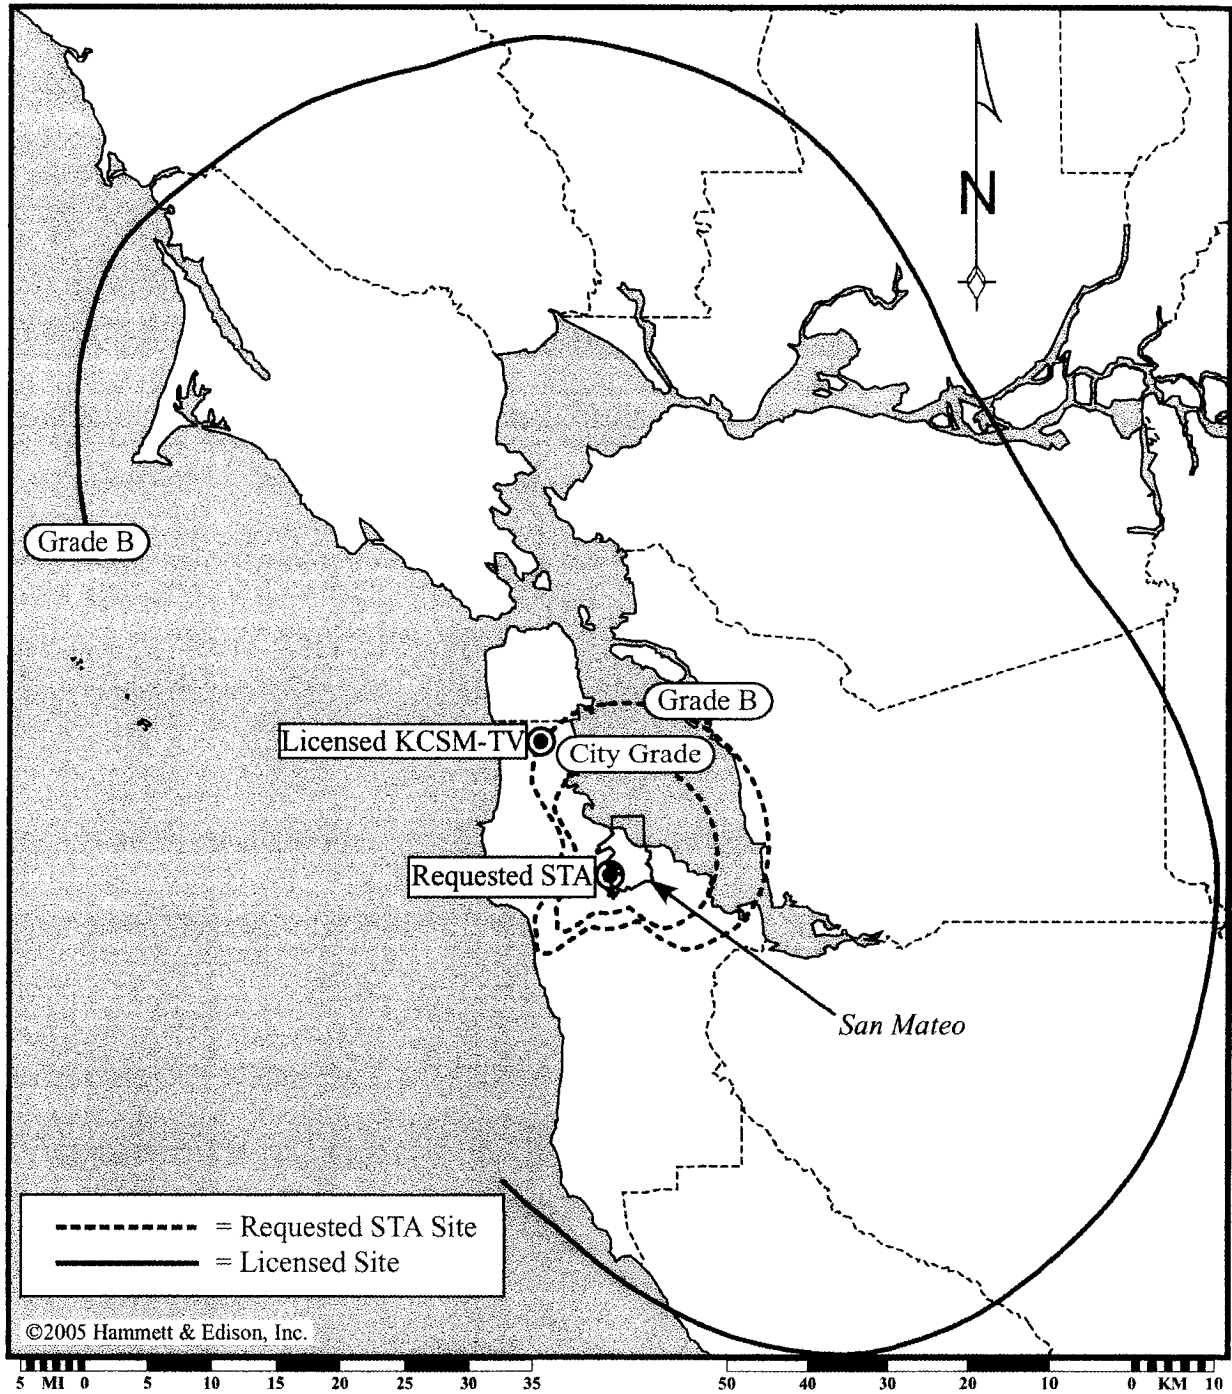 N
Grade B
Grade B
Licensed KCSM-TV
City Grade
Requested STA
San Mateo
= Requested STA Site
= Licensed Site
©2005 Hammett & Edison, Inc.
5 MI 0 5 10 15 20 25 30 35 50 40 30 20 10 0 KM 10